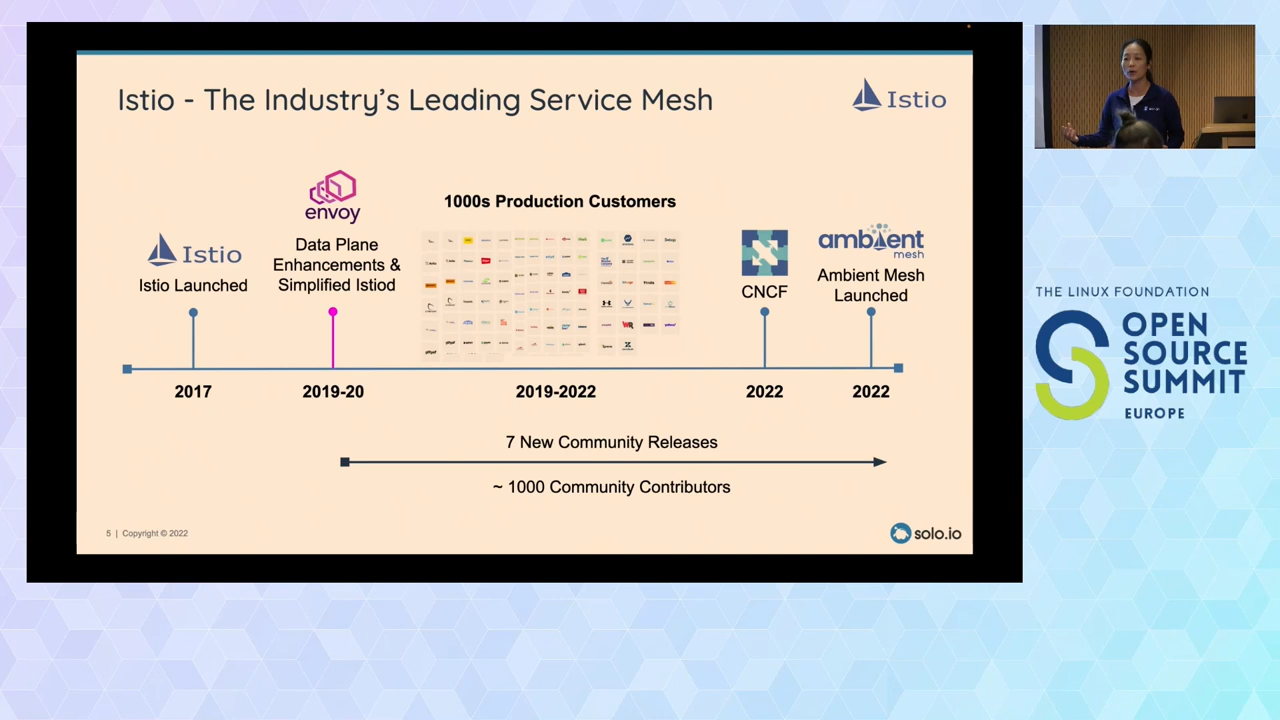 Istio - The Industry's Leading Service Mesh
Istio
envoy
1000s Production Customers
Istio
Istio Launched
Data Plane
Enhancements &
Simplified Istiod
CNCF
ambient
mesh
Ambient Mesh
Launched
2017
2019-20
2019-2022
2022
2022
7 New Community Releases
~ 1000 Community Contributors
5 | Copyright © 2022
solo.io
THE LINUX FOUNDATION
OPEN
SOURCE
SUMMIT
EUROPE